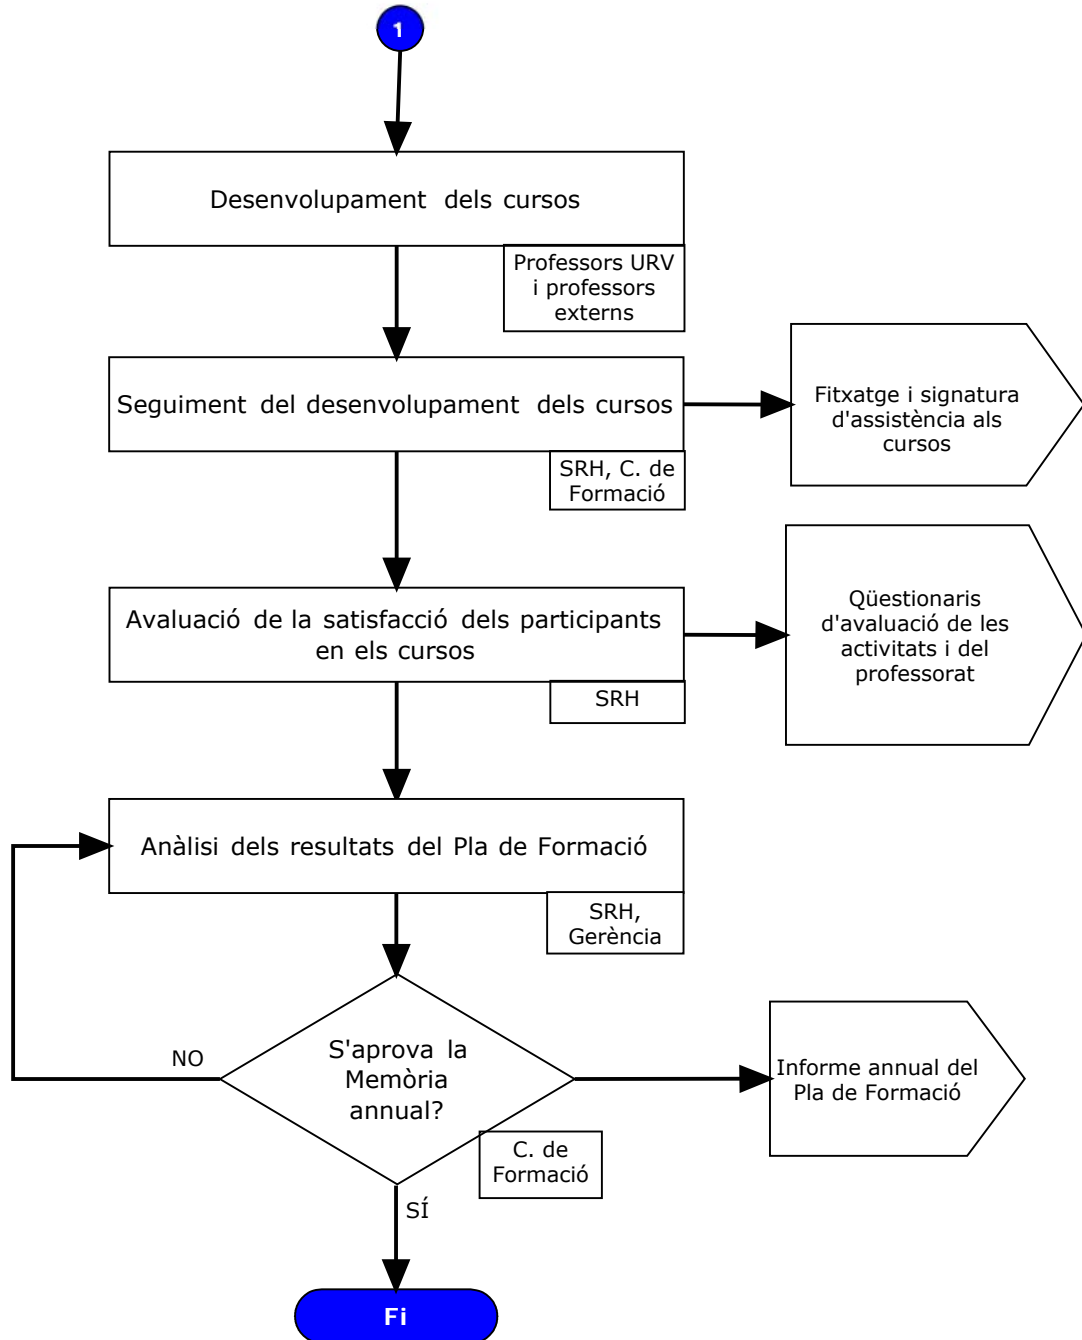 1
Desenvolupament dels cursos
Professors URV
i professors
externs
Seguiment del desenvolupament dels cursos
SRH, C. de
Formació
Fitxatge i signatura
d'assistència als
cursos
Avaluació de la satisfacció dels participants
en els cursos
SRH
Qüestionaris
d'avaluació de les
activitats i del
professorat
Anàlisi dels resultats del Pla de Formació
SRH,
Gerència
S'aprova la
Memòria
annual?
NO
C. de
Formació
Informe annual del
Pla de Formació
SÍ
Fi